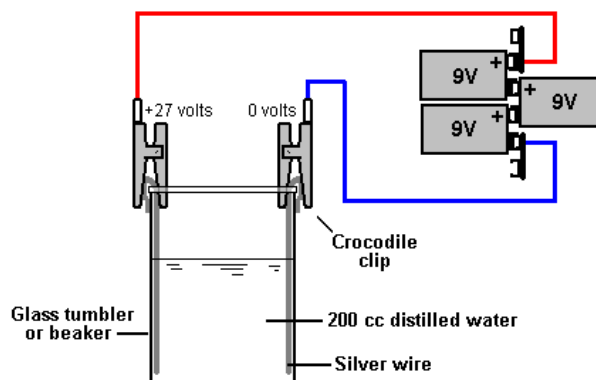 +27 volts
0 volts
9V
+
9V
+
9V
Crocodile
clip
Glass tumbler
or beaker
200 cc distilled water
Silver wire